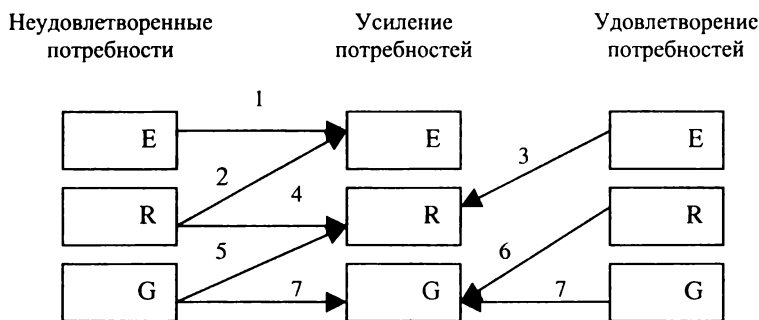 Неудовлетворенные
потребности
Усиление
потребностей
Удовлетворение
потребностей
1
E
E
E
3
2
4
R
R
R
5
6
G
7
G
7
G